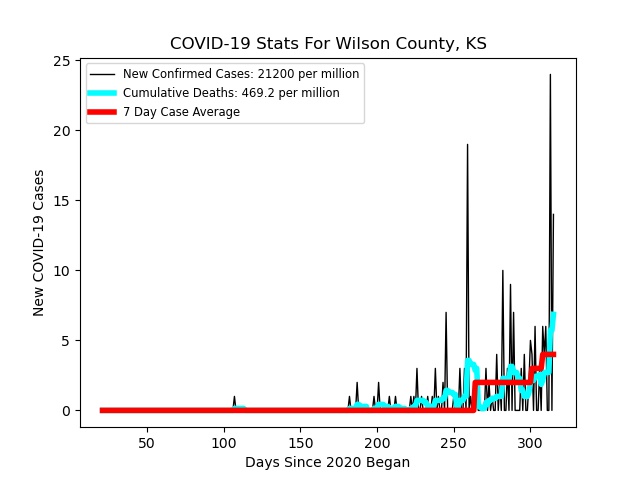 COVID-19 Stats For Wilson County, KS
New Confirmed Cases: 21200 per million
Cumulative Deaths: 469.2 per million
7 Day Case Average
25
20
15
10
5
0
New COVID-19 Cases
50 100 150 200 250 300
Days Since 2020 Began